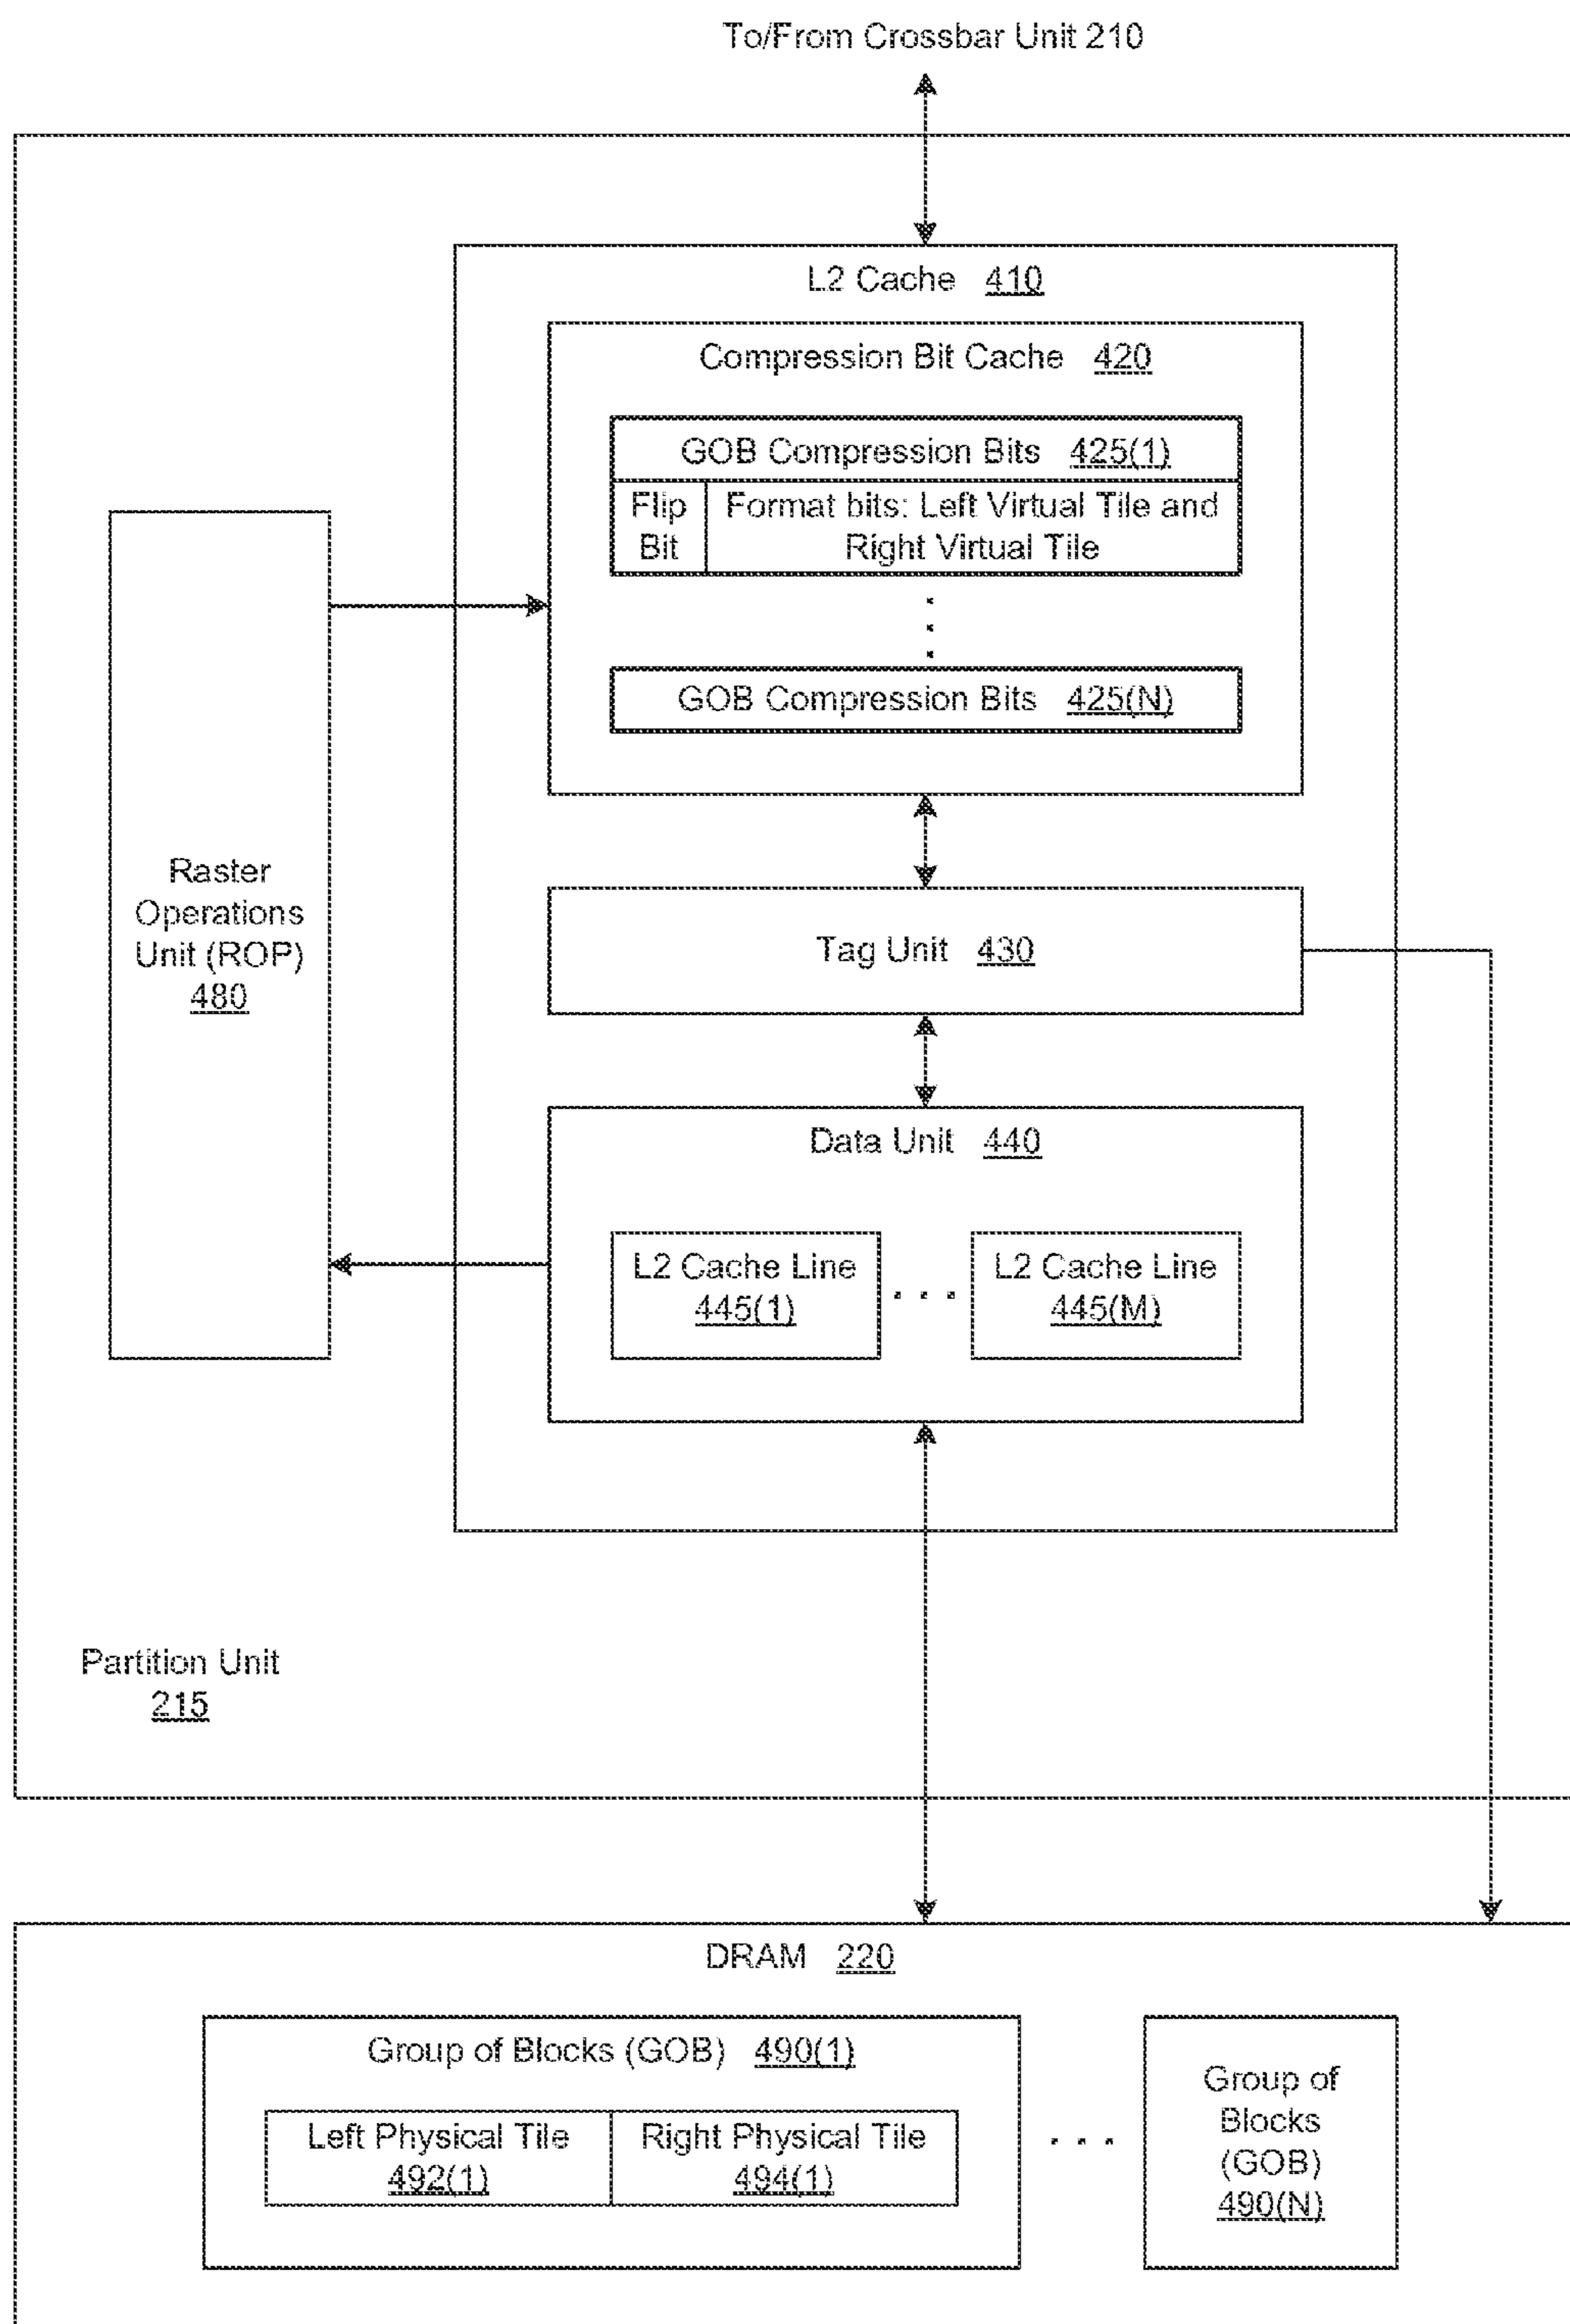 To/From Crossbar Unit 210
L2 Cache 410
Compression Bit Cache 420
GOB Compression Bits 425(1)
Flip
Bit
Format bits: Left Virtual Tile and
Right Virtual Tile
GOB Compression Bits 425(N)
Raster
Operations
Unit (ROP)
480
Tag Unit 430
Data Unit 440
L2 Cache Line
445(1)
. . .
L2 Cache Line
445(M)
Partition Unit
215
DRAM 220
Group of Blocks (GOB) 490(1)
Left Physical Tile
492(1)
Right Physical Tile
494(1)
. . .
Group of
Blocks
(GOB)
490(N)